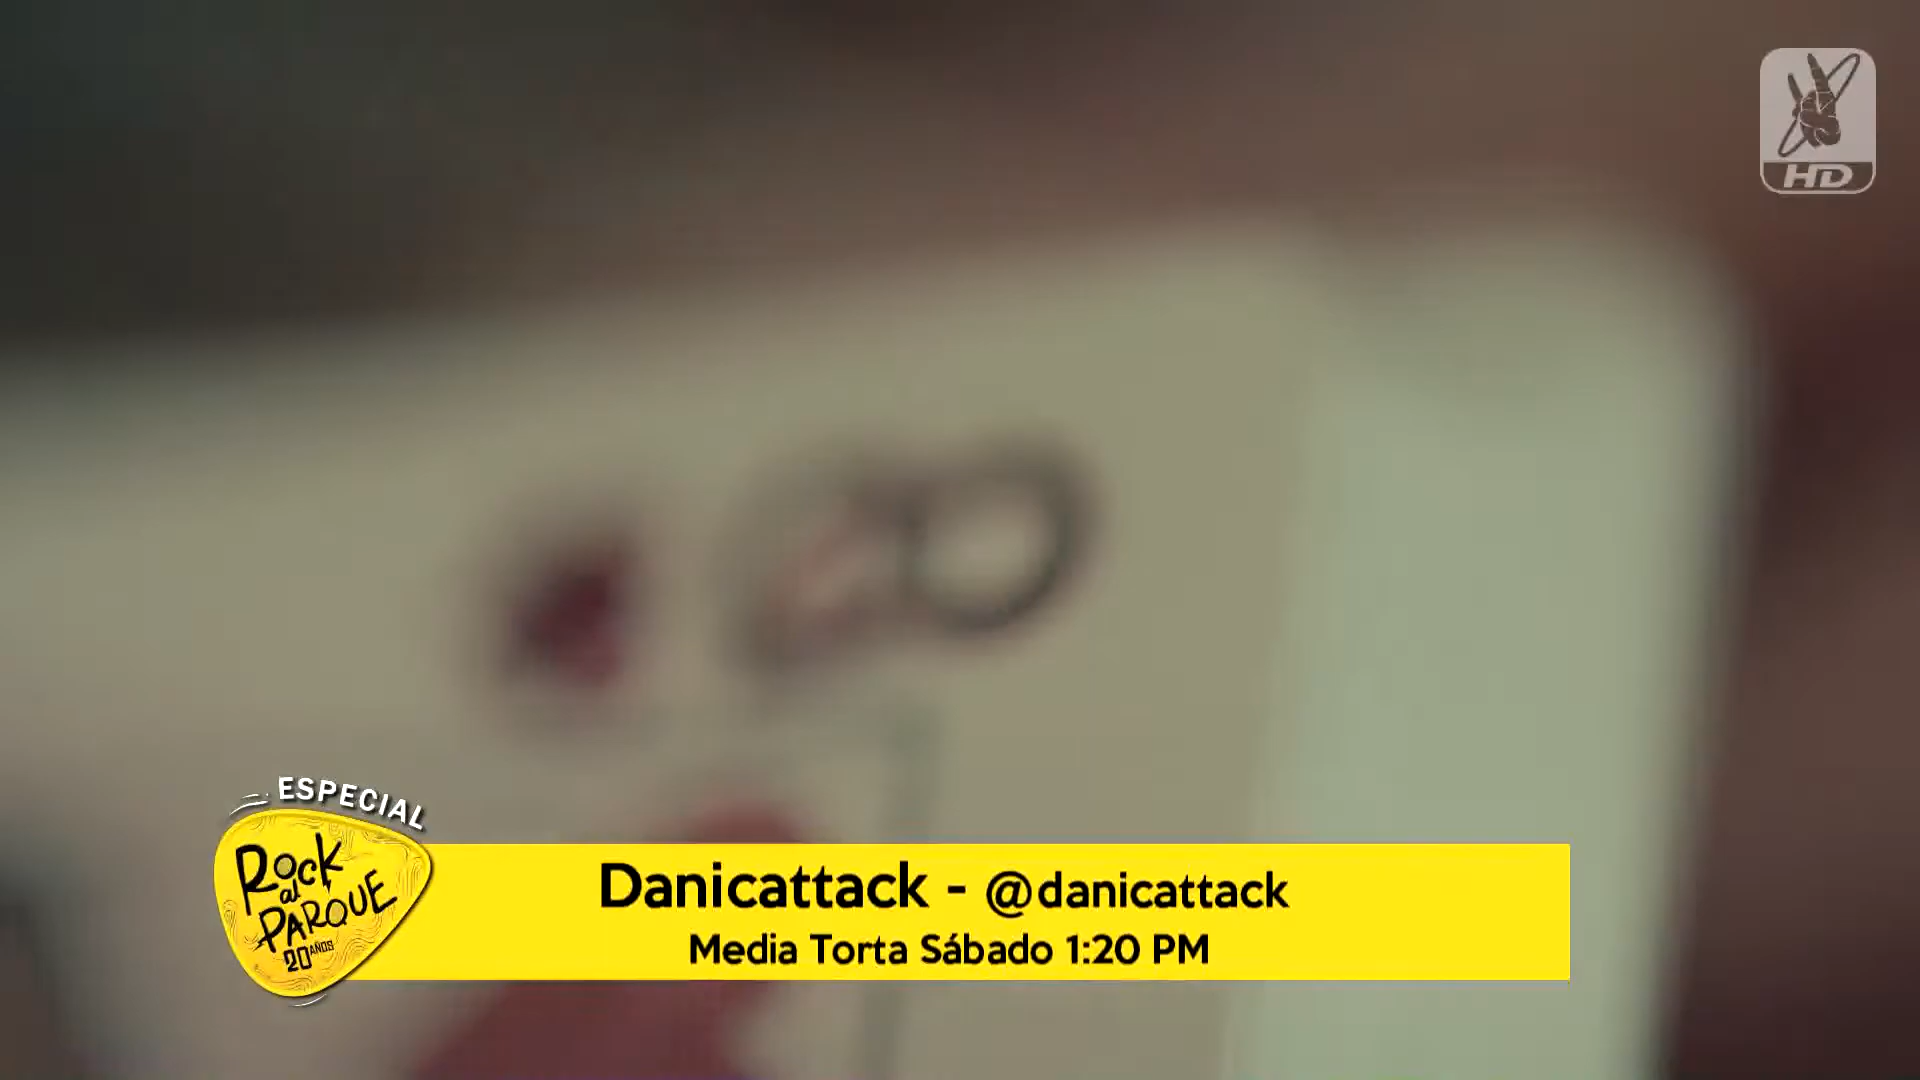 HD
ESPECIAL
Rock
al
PARQUE
20 AÑOS
Danicattack - @danicattack
Media Torta Sábado 1:20 PM